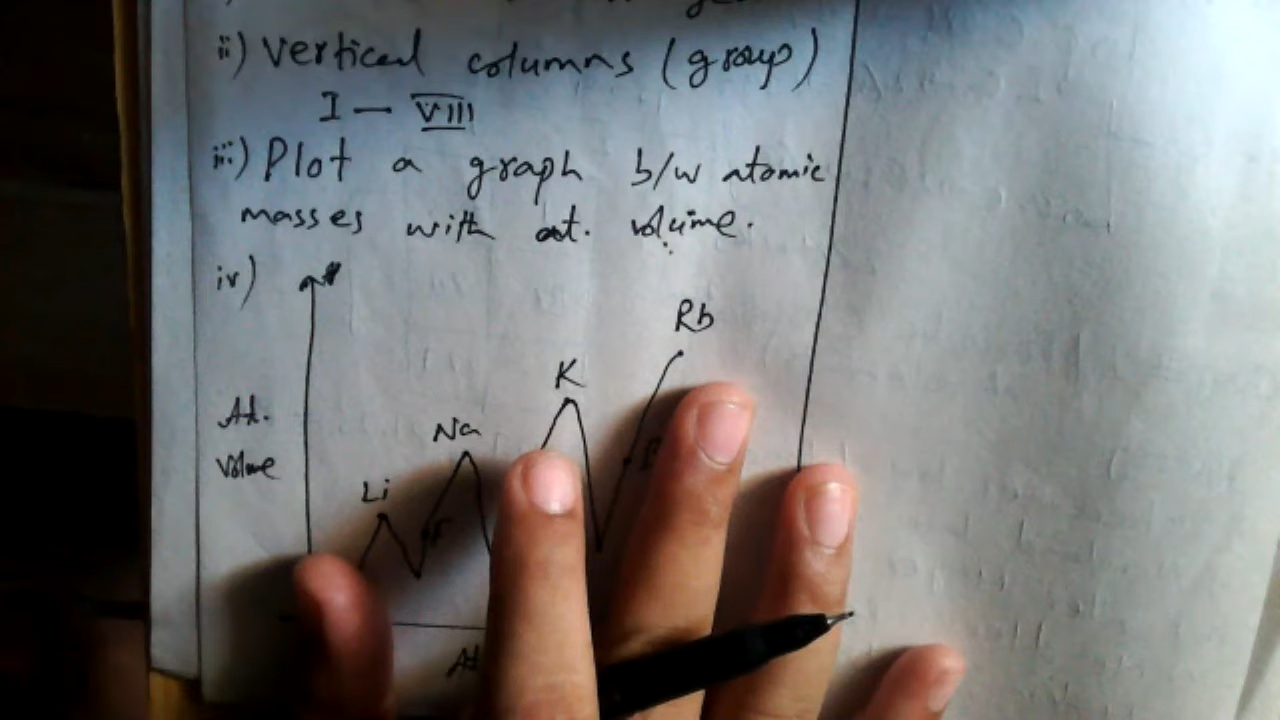 ii) Vertical columns (group)
I — VIII
iii) Plot a graph b/w atomic
masses with at. volume.
iv)
Rb
K
Na
At.
volume
Li
F
At